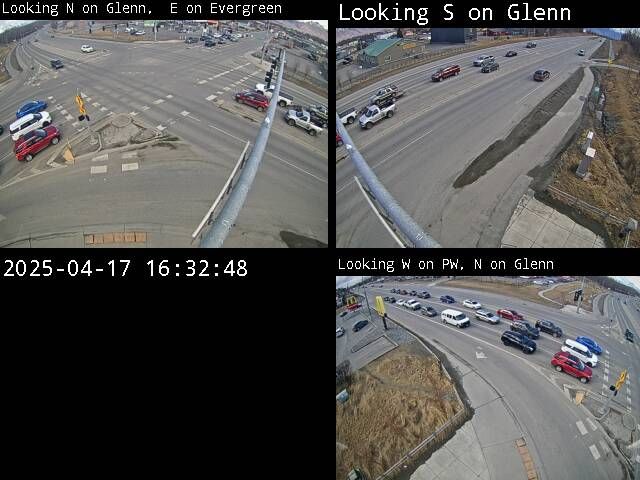 Looking N on Glenn,  E on Evergreen
Looking S on Glenn
2025-04-17 16:32:48
Looking W on PW, N on Glenn